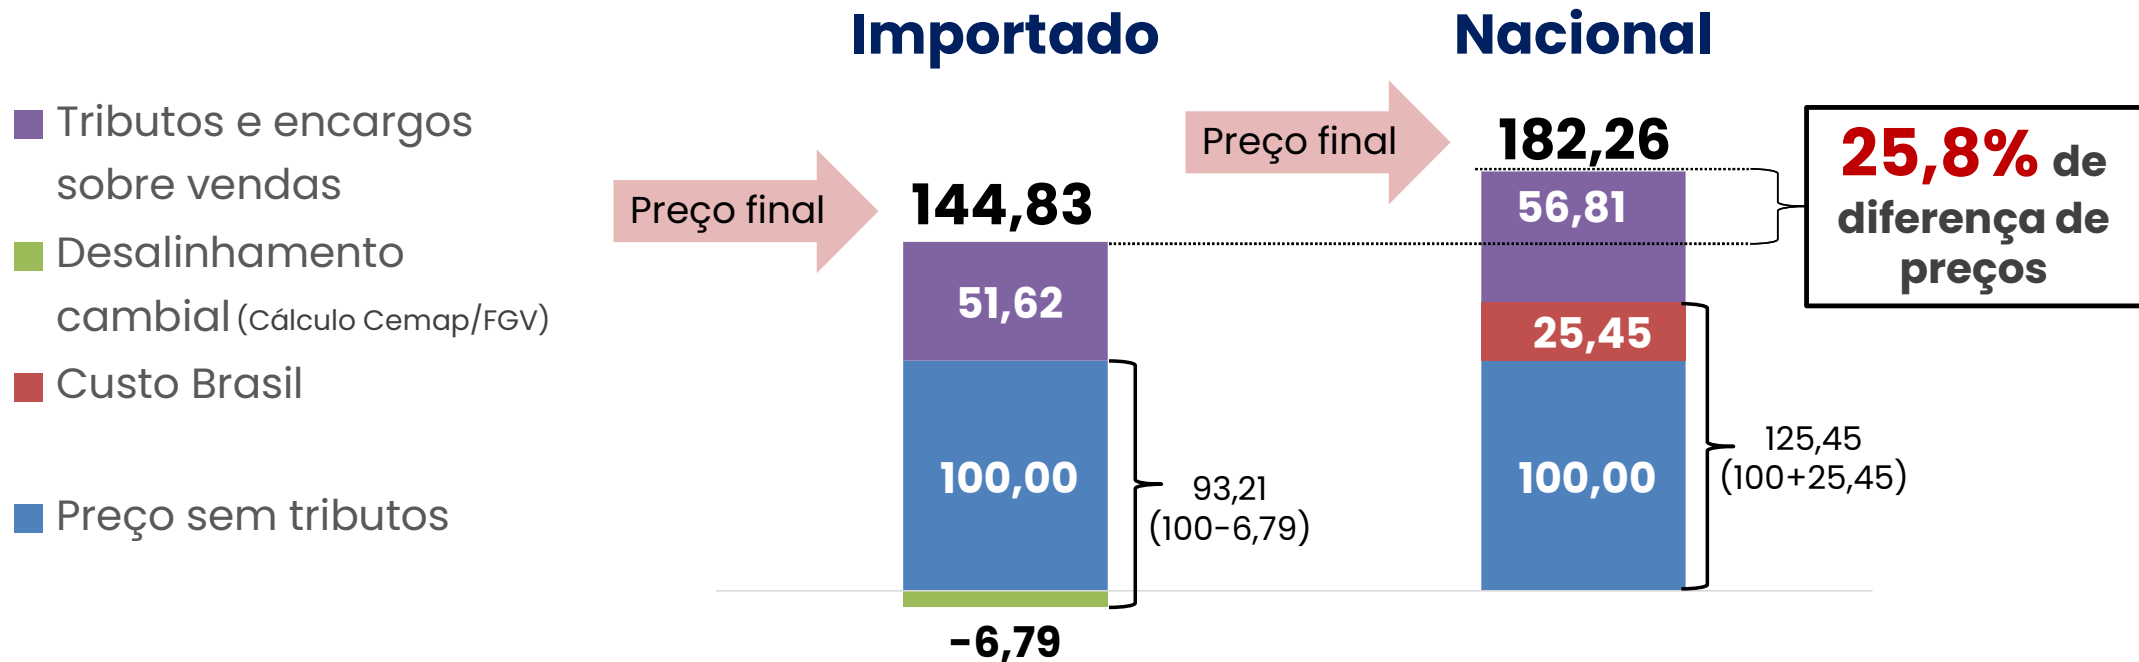 Importado
Nacional
Tributos e encargos
sobre vendas
Desalinhamento
cambial (Cálculo Cemap/FGV)
Custo Brasil
Preço sem tributos
Preço final
144,83
51,62
100,00
-6,79
93,21
(100-6,79)
Preço final
182,26
56,81
25,45
100,00
125,45
(100+25,45)
25,8% de
diferença de
preços